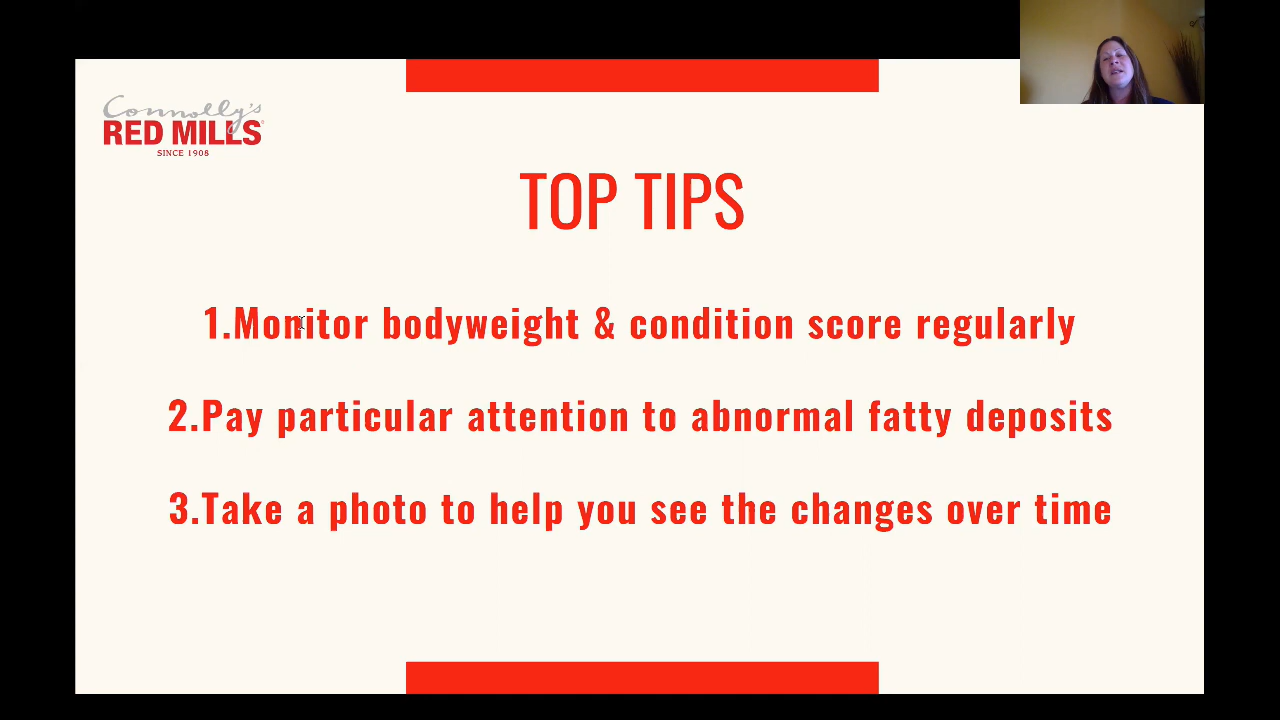 Connolly's
RED MILLS
SINCE 1908
TOP TIPS
1.Monitor bodyweight & condition score regularly
2.Pay particular attention to abnormal fatty deposits
3.Take a photo to help you see the changes over time